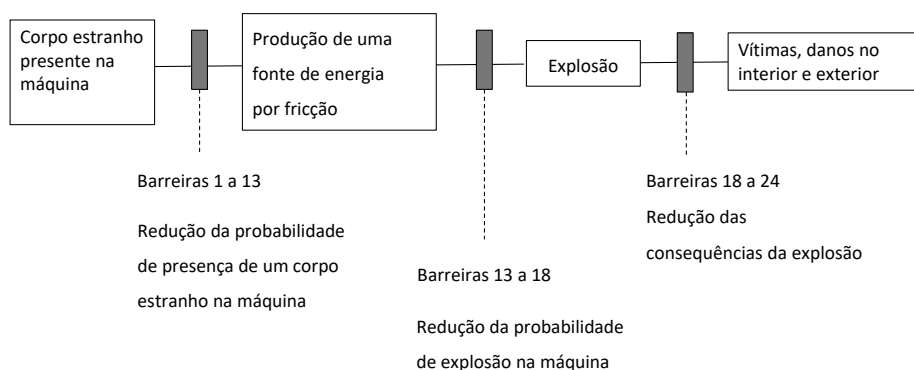 Corpo estranho
presente na
máquina
Produção de uma
fonte de energia
por fricção
Explosão
Vítimas, danos no
interior e exterior
Barreiras 1 a 13
Redução da probabilidade
de presença de um corpo
estranho na máquina
Barreiras 13 a 18
Redução da probabilidade
de explosão na máquina
Barreiras 18 a 24
Redução das
consequências da explosão